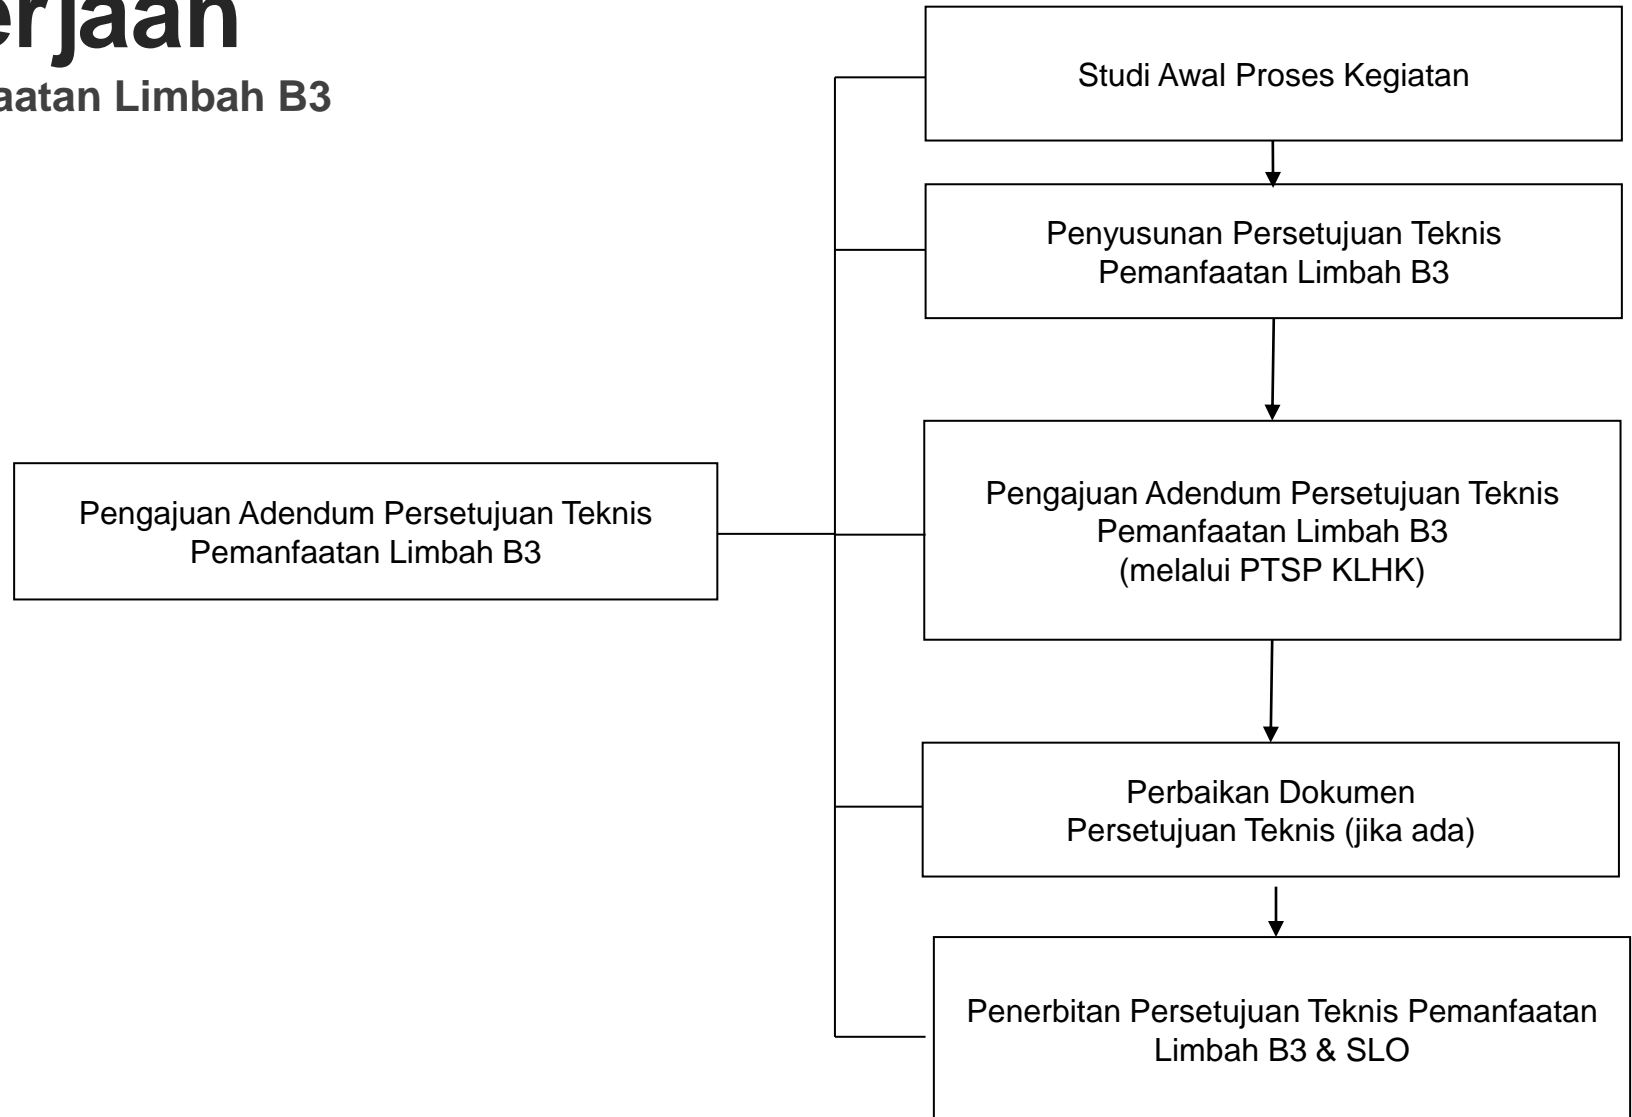 erjaan
aatan Limbah B3
Studi Awal Proses Kegiatan
Penyusunan Persetujuan Teknis
Pemanfaatan Limbah B3
Pengajuan Adendum Persetujuan Teknis
Pemanfaatan Limbah B3
Pengajuan Adendum Persetujuan Teknis
Pemanfaatan Limbah B3
(melalui PTSP KLHK)
Perbaikan Dokumen
Persetujuan Teknis (jika ada)
Penerbitan Persetujuan Teknis Pemanfaatan
Limbah B3 & SLO